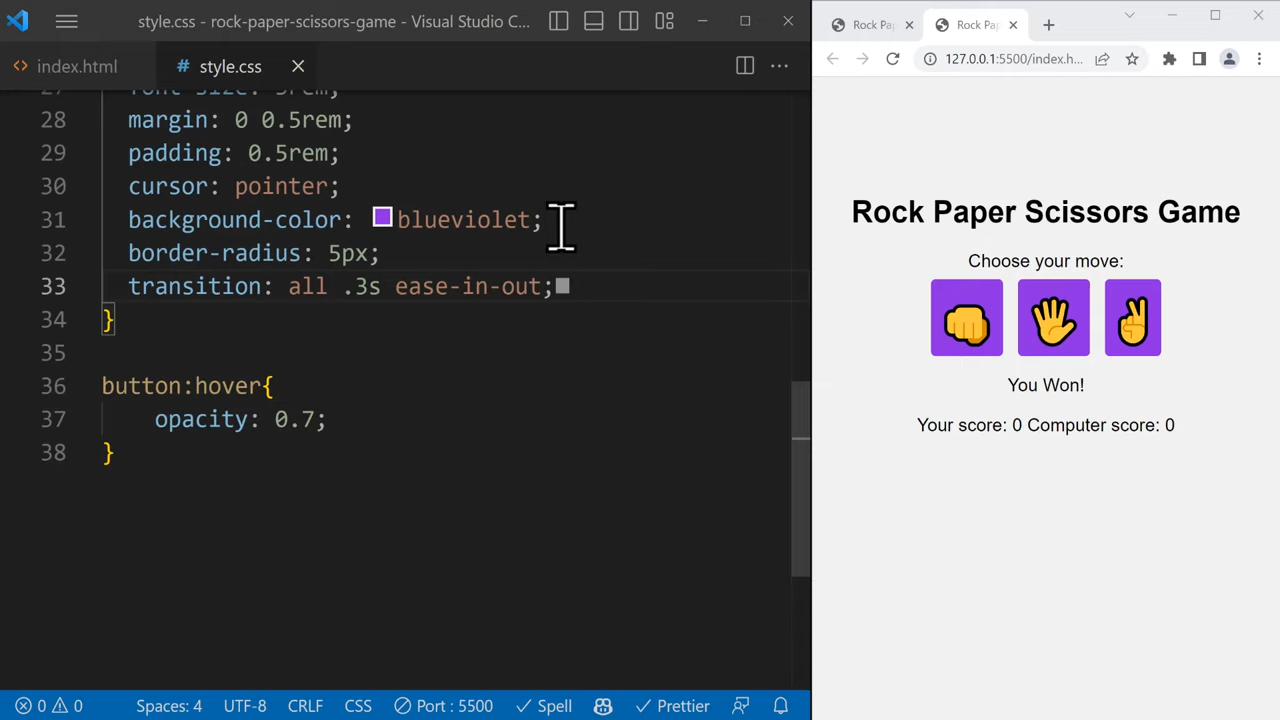 style.css - rock-paper-scissors-game - Visual Studio C...
index.html
style.css
27 font-size: 3rem;
28 margin: 0 0.5rem;
29 padding: 0.5rem;
30 cursor: pointer;
31 background-color: blueviolet;
32 border-radius: 5px;
33 transition: all .3s ease-in-out;
34 }
35
36 button:hover{
37 opacity: 0.7;
38 }
0 0 Spaces: 4 UTF-8 CRLF CSS Port : 5500 Spell Prettier
Rock Pa
Rock Pa
127.0.0.1:5500/index.h...
Rock Paper Scissors Game
Choose your move:
You Won!
Your score: 0 Computer score: 0